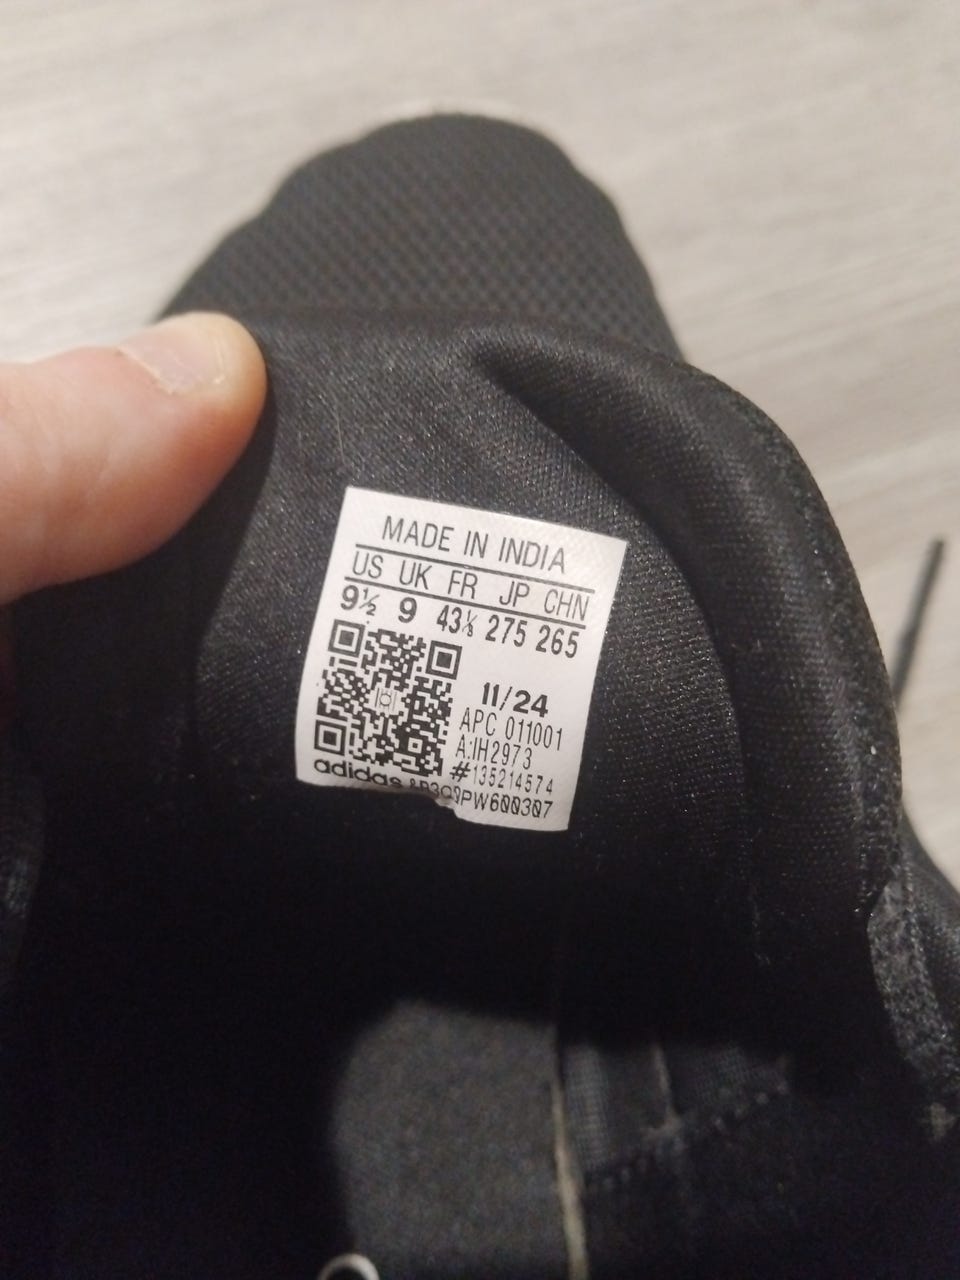 MADE IN INDIA
US UK FR JP CHN
9½ 9 43⅓ 275 265
11/24
APC 011001
A:IH2973
#135214574
adidas
PW600307